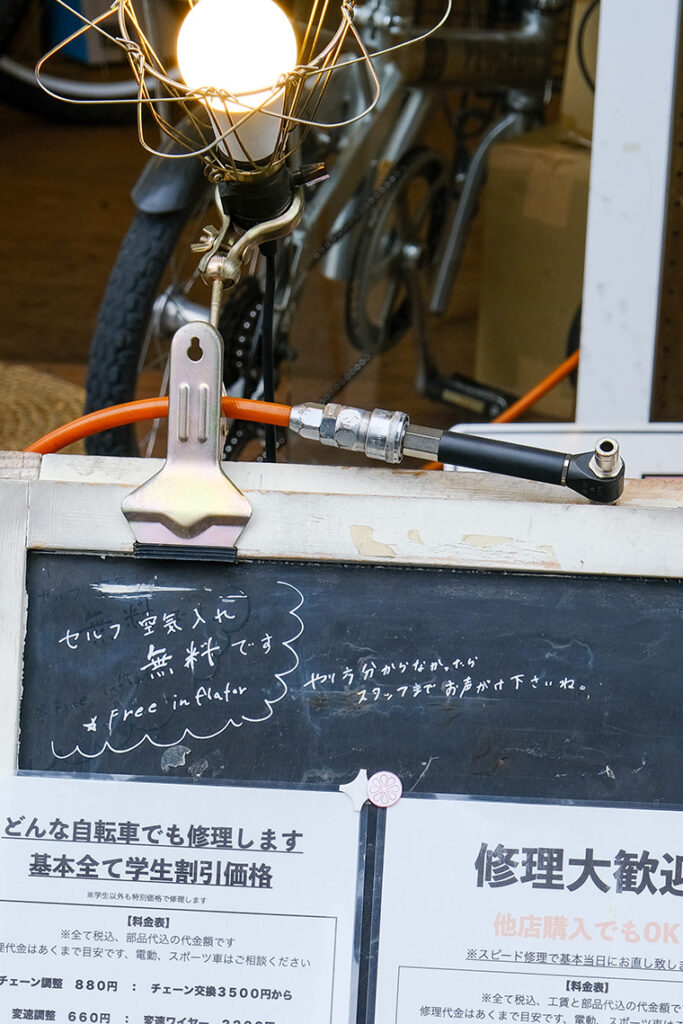 セルフ 空気入れ
無料です
* Free inflator
やり方分からなかったら
スタッフまでお声がけ下さいね。
どんな自転車でも修理します
基本全て学生割引価格
※学生以外も特別価格で修理します
【料金表】
※全て税込、部品代込の代金額です
理代金はあくまで目安です、電動、スポーツ車はご相談ください
チェーン調整 880円 : チェーン交換3500円から
変速調整 660円 : 変速ワイヤー
修理大歓迎
他店購入でもOK
※スピード修理で基本当日にお直し致しま
【料金表】
※全て税込、工賃と部品代込の代金額で
修理代金はあくまで目安です、電動、スポーツ車